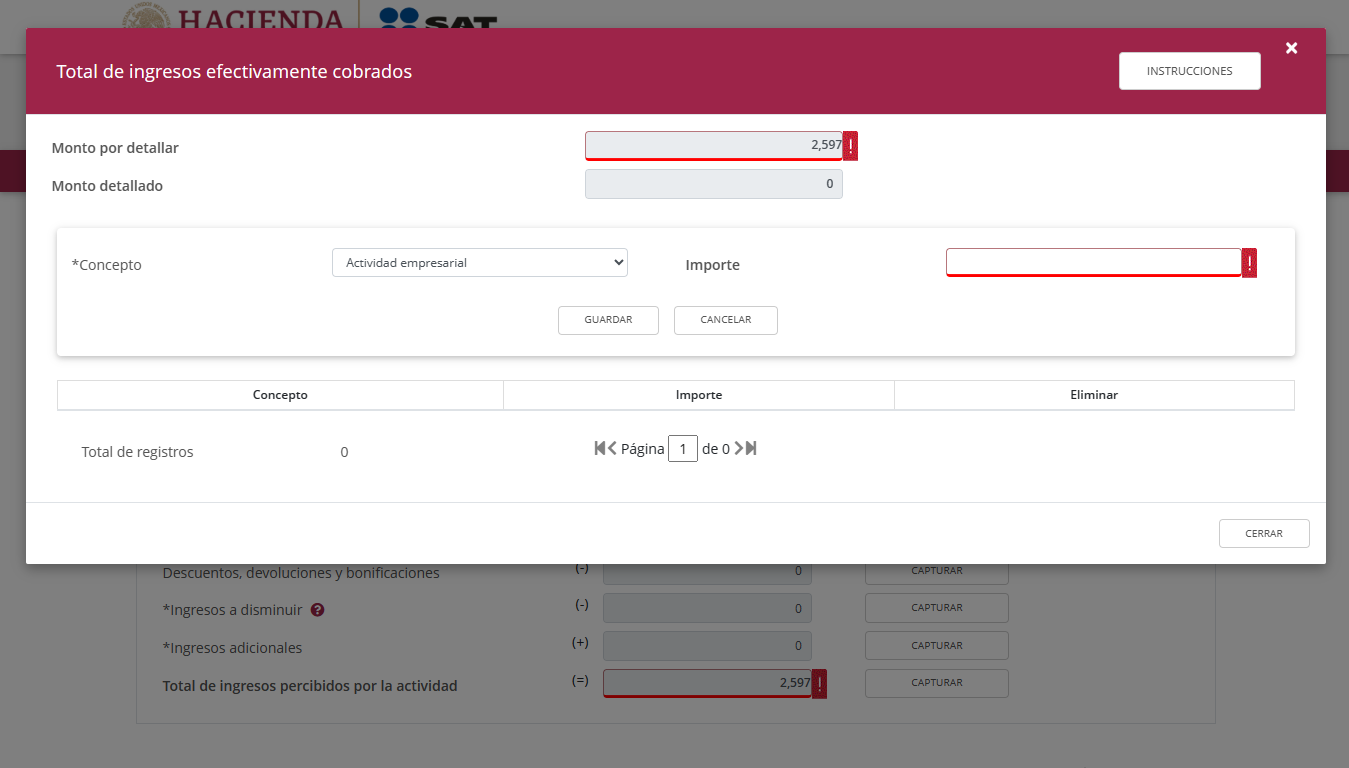 HACIENDA
SAT
Total de ingresos efectivamente cobrados
INSTRUCCIONES
Monto por detallar
2,597
!
Monto detallado
0
*Concepto
Actividad empresarial
Importe
!
GUARDAR
CANCELAR
Concepto
Importe
Eliminar
Total de registros
0
Página 1 de 0
CERRAR
Descuentos, devoluciones y bonificaciones
(-)
0
CAPTURAR
*Ingresos a disminuir ?
(-)
0
CAPTURAR
*Ingresos adicionales
(+)
0
CAPTURAR
Total de ingresos percibidos por la actividad
(=)
2,597
!
CAPTURAR